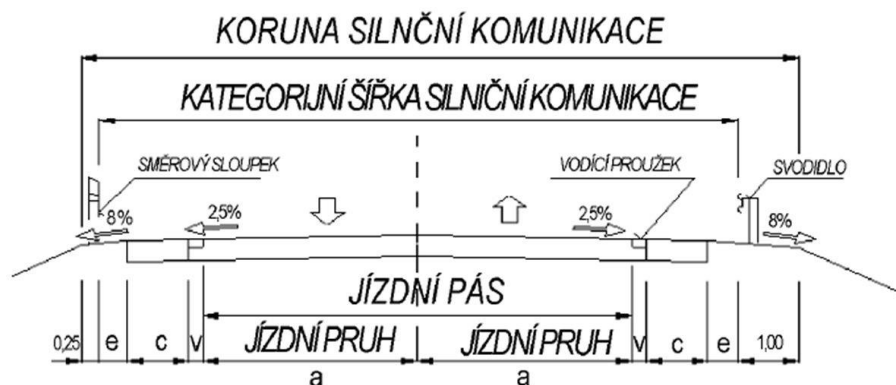 KORUNA SILNČNÍ KOMUNIKACE
KATEGORIJNÍ ŠÍŘKA SILNIČNÍ KOMUNIKACE
SMĚROVÝ SLOUPEK
VODÍCÍ PROUŽEK
SVODIDLO
8%
2,5%
2,5%
8%
JÍZDNÍ PÁS
0,25
e
c
v
JÍZDNÍ PRUH
JÍZDNÍ PRUH
v
c
e
1,00
a
a